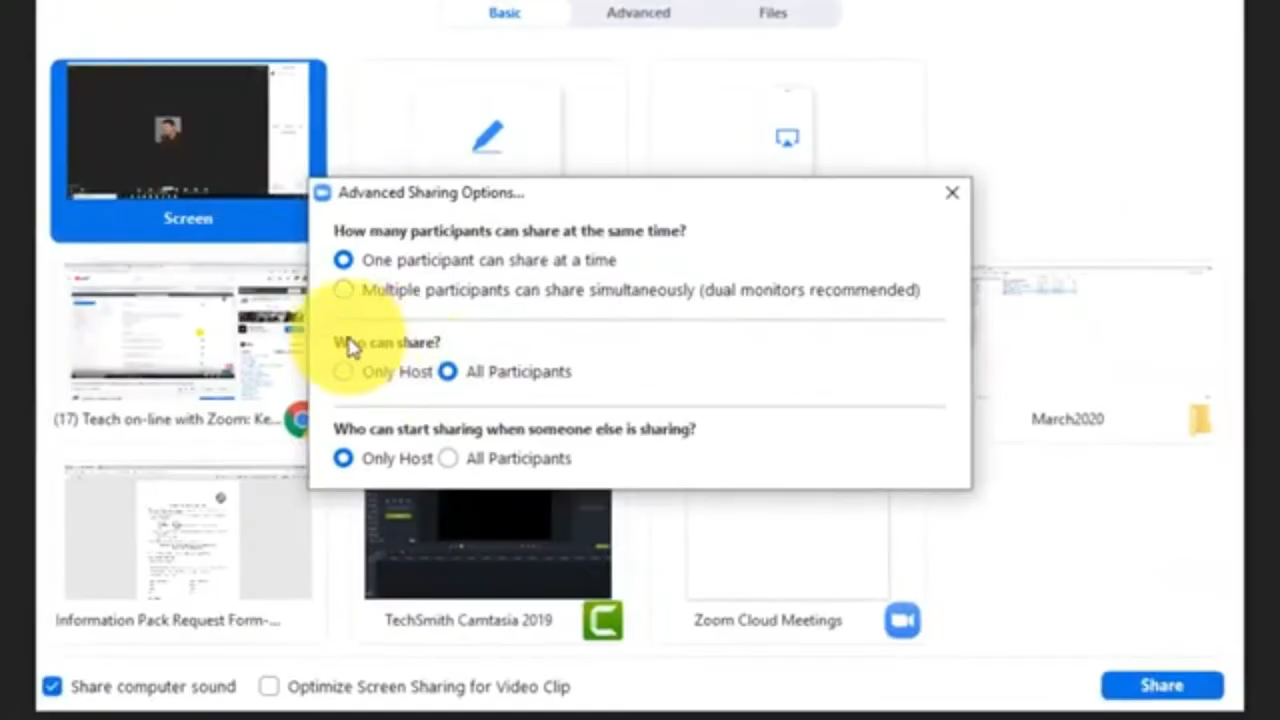 Basic Advanced Files
Screen
Advanced Sharing Options...
How many participants can share at the same time?
One participant can share at a time
Multiple participants can share simultaneously (dual monitors recommended)
Who can share?
Only Host All Participants
Who can start sharing when someone else is sharing?
Only Host All Participants
(17) Teach on-line with Zoom: Ke...
March2020
Information Pack Request Form-...
TechSmith Camtasia 2019
Zoom Cloud Meetings
Share computer sound
Optimize Screen Sharing for Video Clip
Share